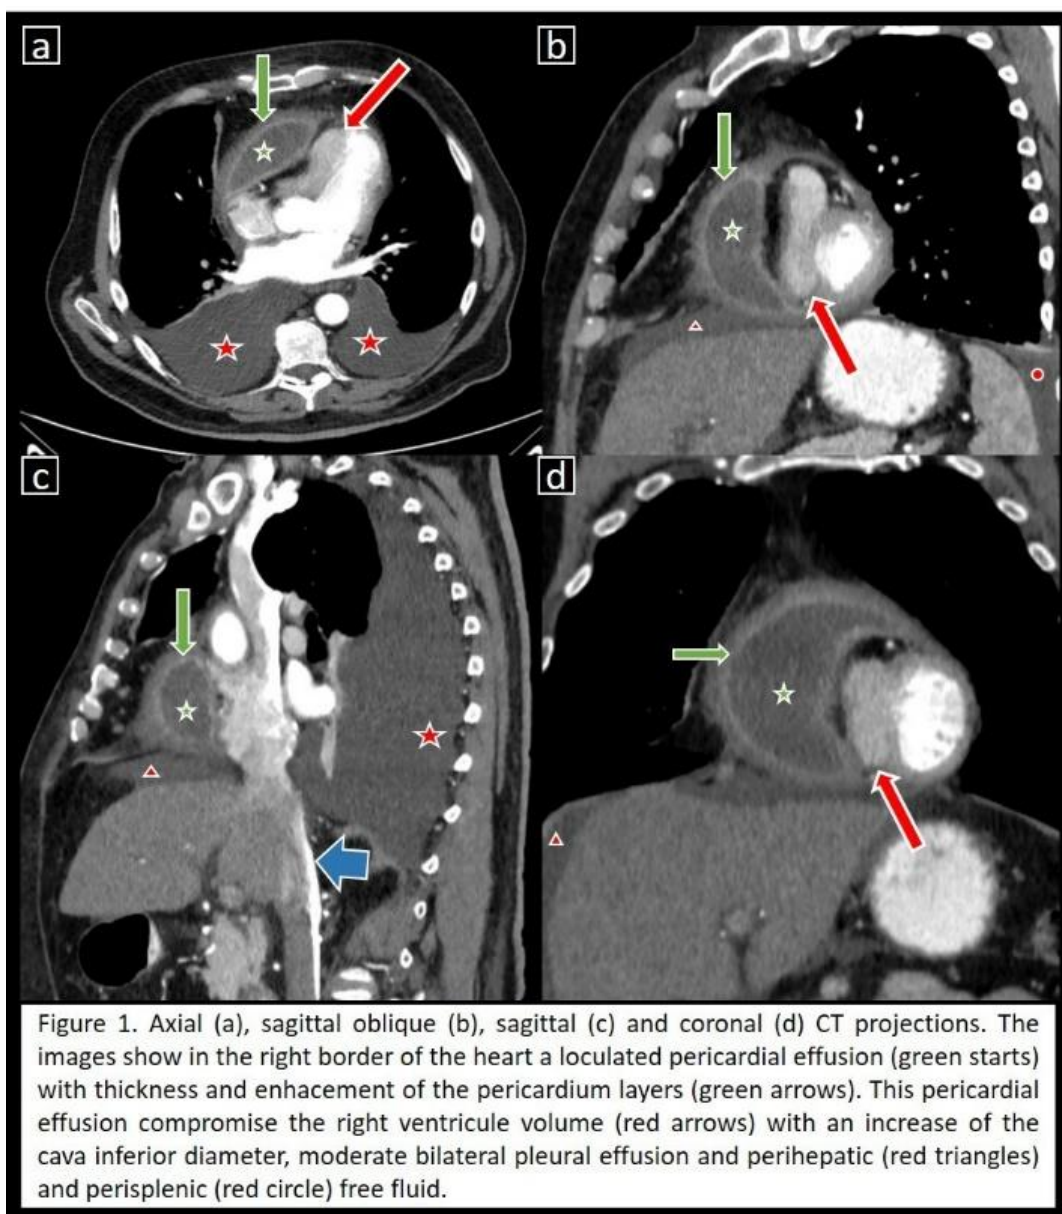 a
b
c
d
Figure 1. Axial (a), sagittal oblique (b), sagittal (c) and coronal (d) CT projections. The
images show in the right border of the heart a loculated pericardial effusion (green starts)
with thickness and enhacement of the pericardium layers (green arrows). This pericardial
effusion compromise the right ventricule volume (red arrows) with an increase of the
cava inferior diameter, moderate bilateral pleural effusion and perihepatic (red triangles)
and perisplenic (red circle) free fluid.